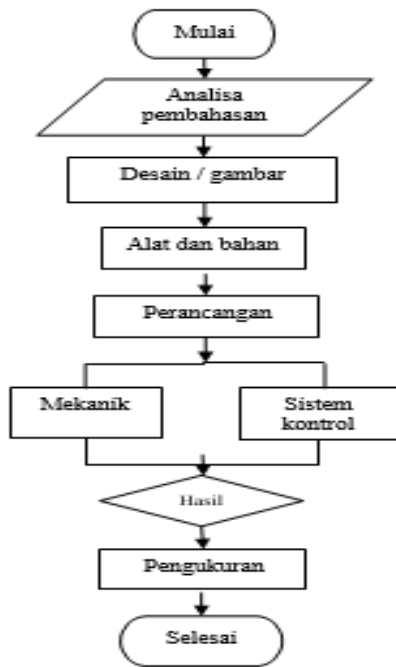 Mulai
Analisa
pembahasan
Desain / gambar
Alat dan bahan
Perancangan
Mekanik
Sistem
kontrol
Hasil
Pengukuran
Selesai